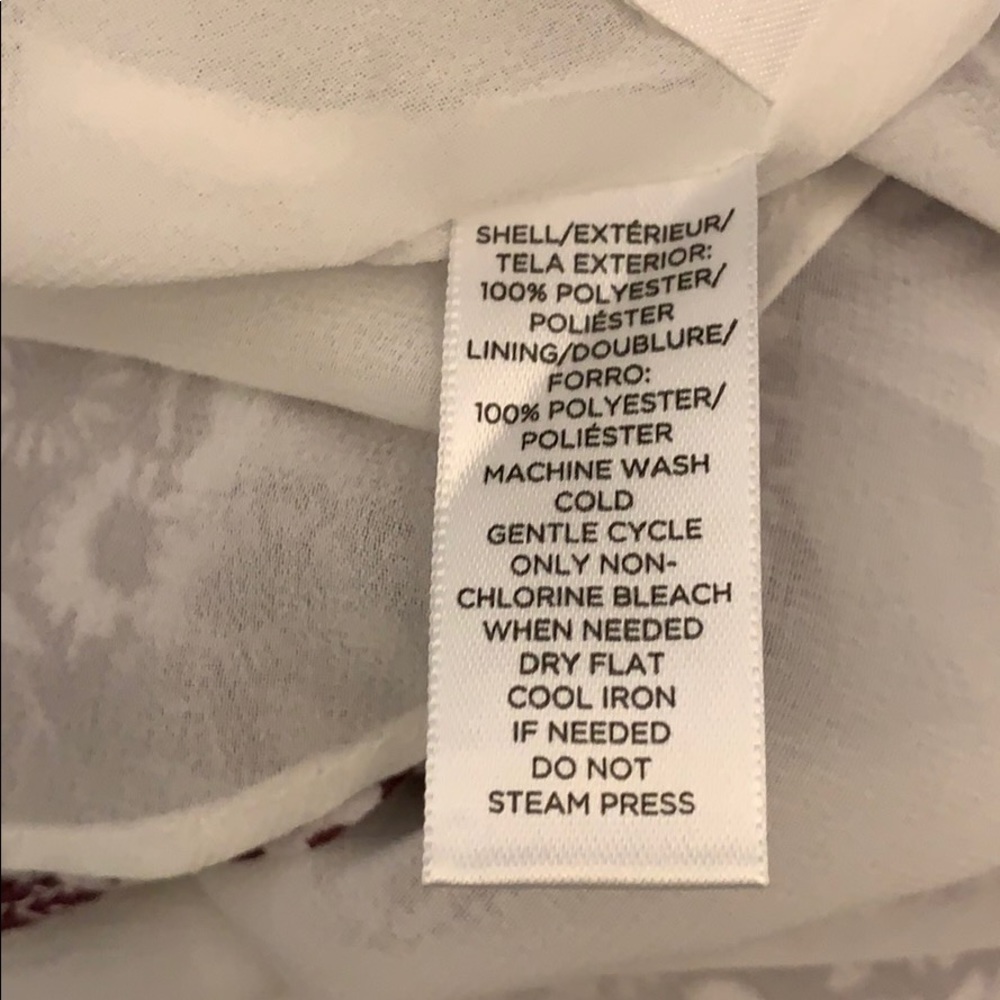 SHELL/EXTÉRIEUR/
TELA EXTERIOR:
100% POLYESTER/
POLIÉSTER
LINING/DOUBLURE/
FORRO:
100% POLYESTER/
POLIÉSTER
MACHINE WASH
COLD
GENTLE CYCLE
ONLY NON-
CHLORINE BLEACH
WHEN NEEDED
DRY FLAT
COOL IRON
IF NEEDED
DO NOT
STEAM PRESS